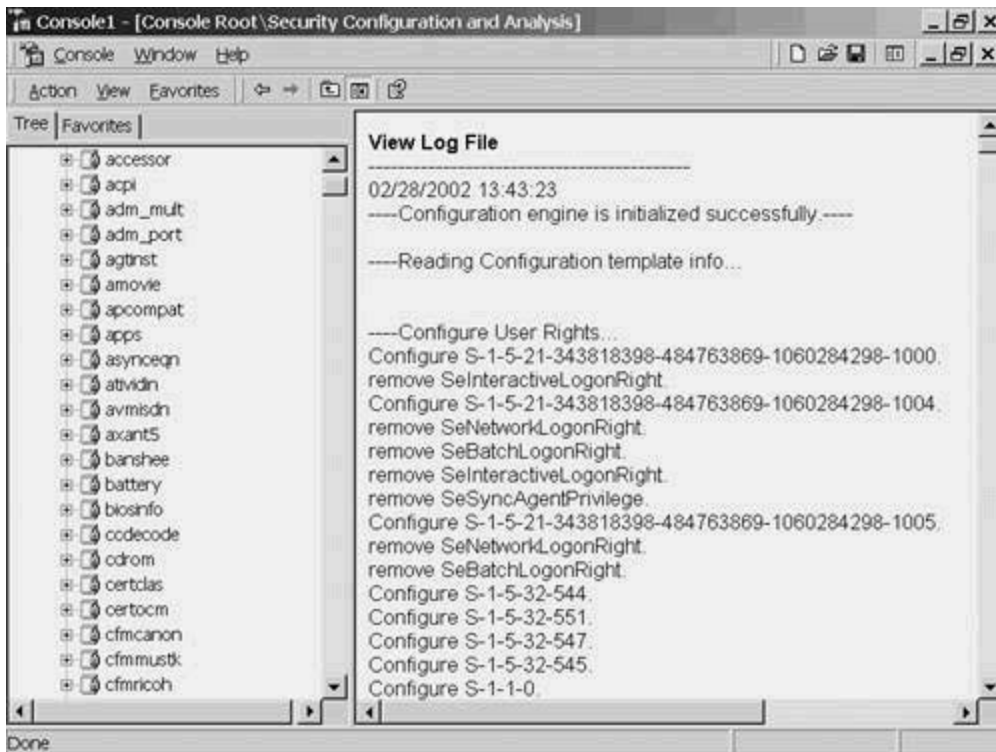 Console1 - [Console Root\Security Configuration and Analysis]
Console Window Help
Action View Favorites
Tree Favorites
accessor
acpi
adm_mult
adm_port
agtinst
amovie
apcompat
apps
asynceqn
atividin
avmisdn
axant5
banshee
battery
biosinfo
ccdecode
cdrom
certclas
certocm
cfmcanon
cfmmustk
cfmricoh
View Log File
-------------------------------------------
02/28/2002 13:43:23
----Configuration engine is initialized successfully.----
----Reading Configuration template info...
----Configure User Rights...
Configure S-1-5-21-343818398-484763869-1060284298-1000.
remove SeInteractiveLogonRight.
Configure S-1-5-21-343818398-484763869-1060284298-1004.
remove SeNetworkLogonRight.
remove SeBatchLogonRight.
remove SeInteractiveLogonRight.
remove SeSyncAgentPrivilege.
Configure S-1-5-21-343818398-484763869-1060284298-1005.
remove SeNetworkLogonRight.
remove SeBatchLogonRight.
Configure S-1-5-32-544.
Configure S-1-5-32-551.
Configure S-1-5-32-547.
Configure S-1-5-32-545.
Configure S-1-1-0.
Done